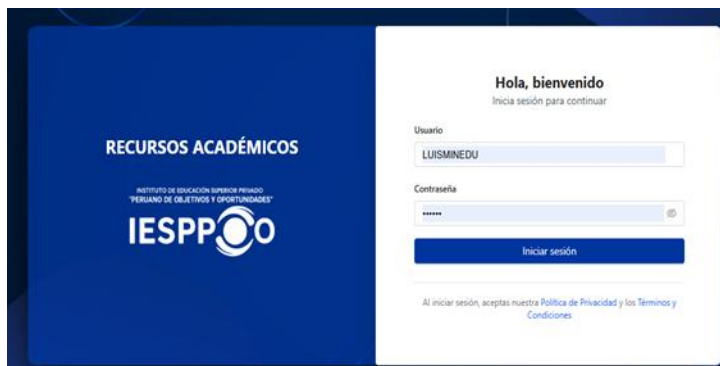 RECURSOS ACADÉMICOS
INSTITUTO DE EDUCACIÓN SUPERIOR PRIVADO
"PERUANO DE OBJETIVOS Y OPORTUNIDADES"
IESPPOO
Hola, bienvenido
Inicia sesión para continuar
Usuario
LUISMINEDU
Contraseña
••••••
Iniciar sesión
Al iniciar sesión, aceptas nuestra Política de Privacidad y los Términos y
Condiciones